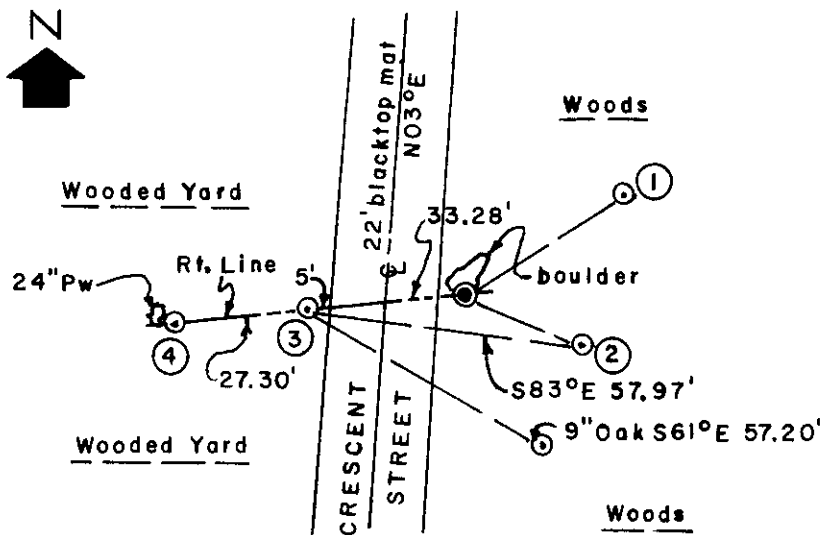 N
22' blacktop mat
N03°E
Woods
1
Wooded Yard
33.28'
24" Pw
Rt. Line
5'
℄
boulder
4
3
2
27.30'
S83°E 57.97'
CRESCENT
STREET
9" Oak S61°E 57.20'
Wooded Yard
Woods